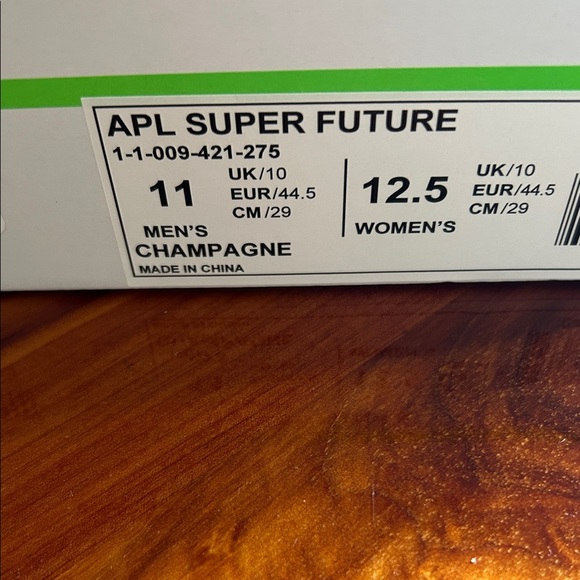 APL SUPER FUTURE
1-1-009-421-275
11 UK/10 EUR/44.5 CM/29 MEN'S
12.5 UK/10 EUR/44.5 CM/29 WOMEN'S
CHAMPAGNE
MADE IN CHINA